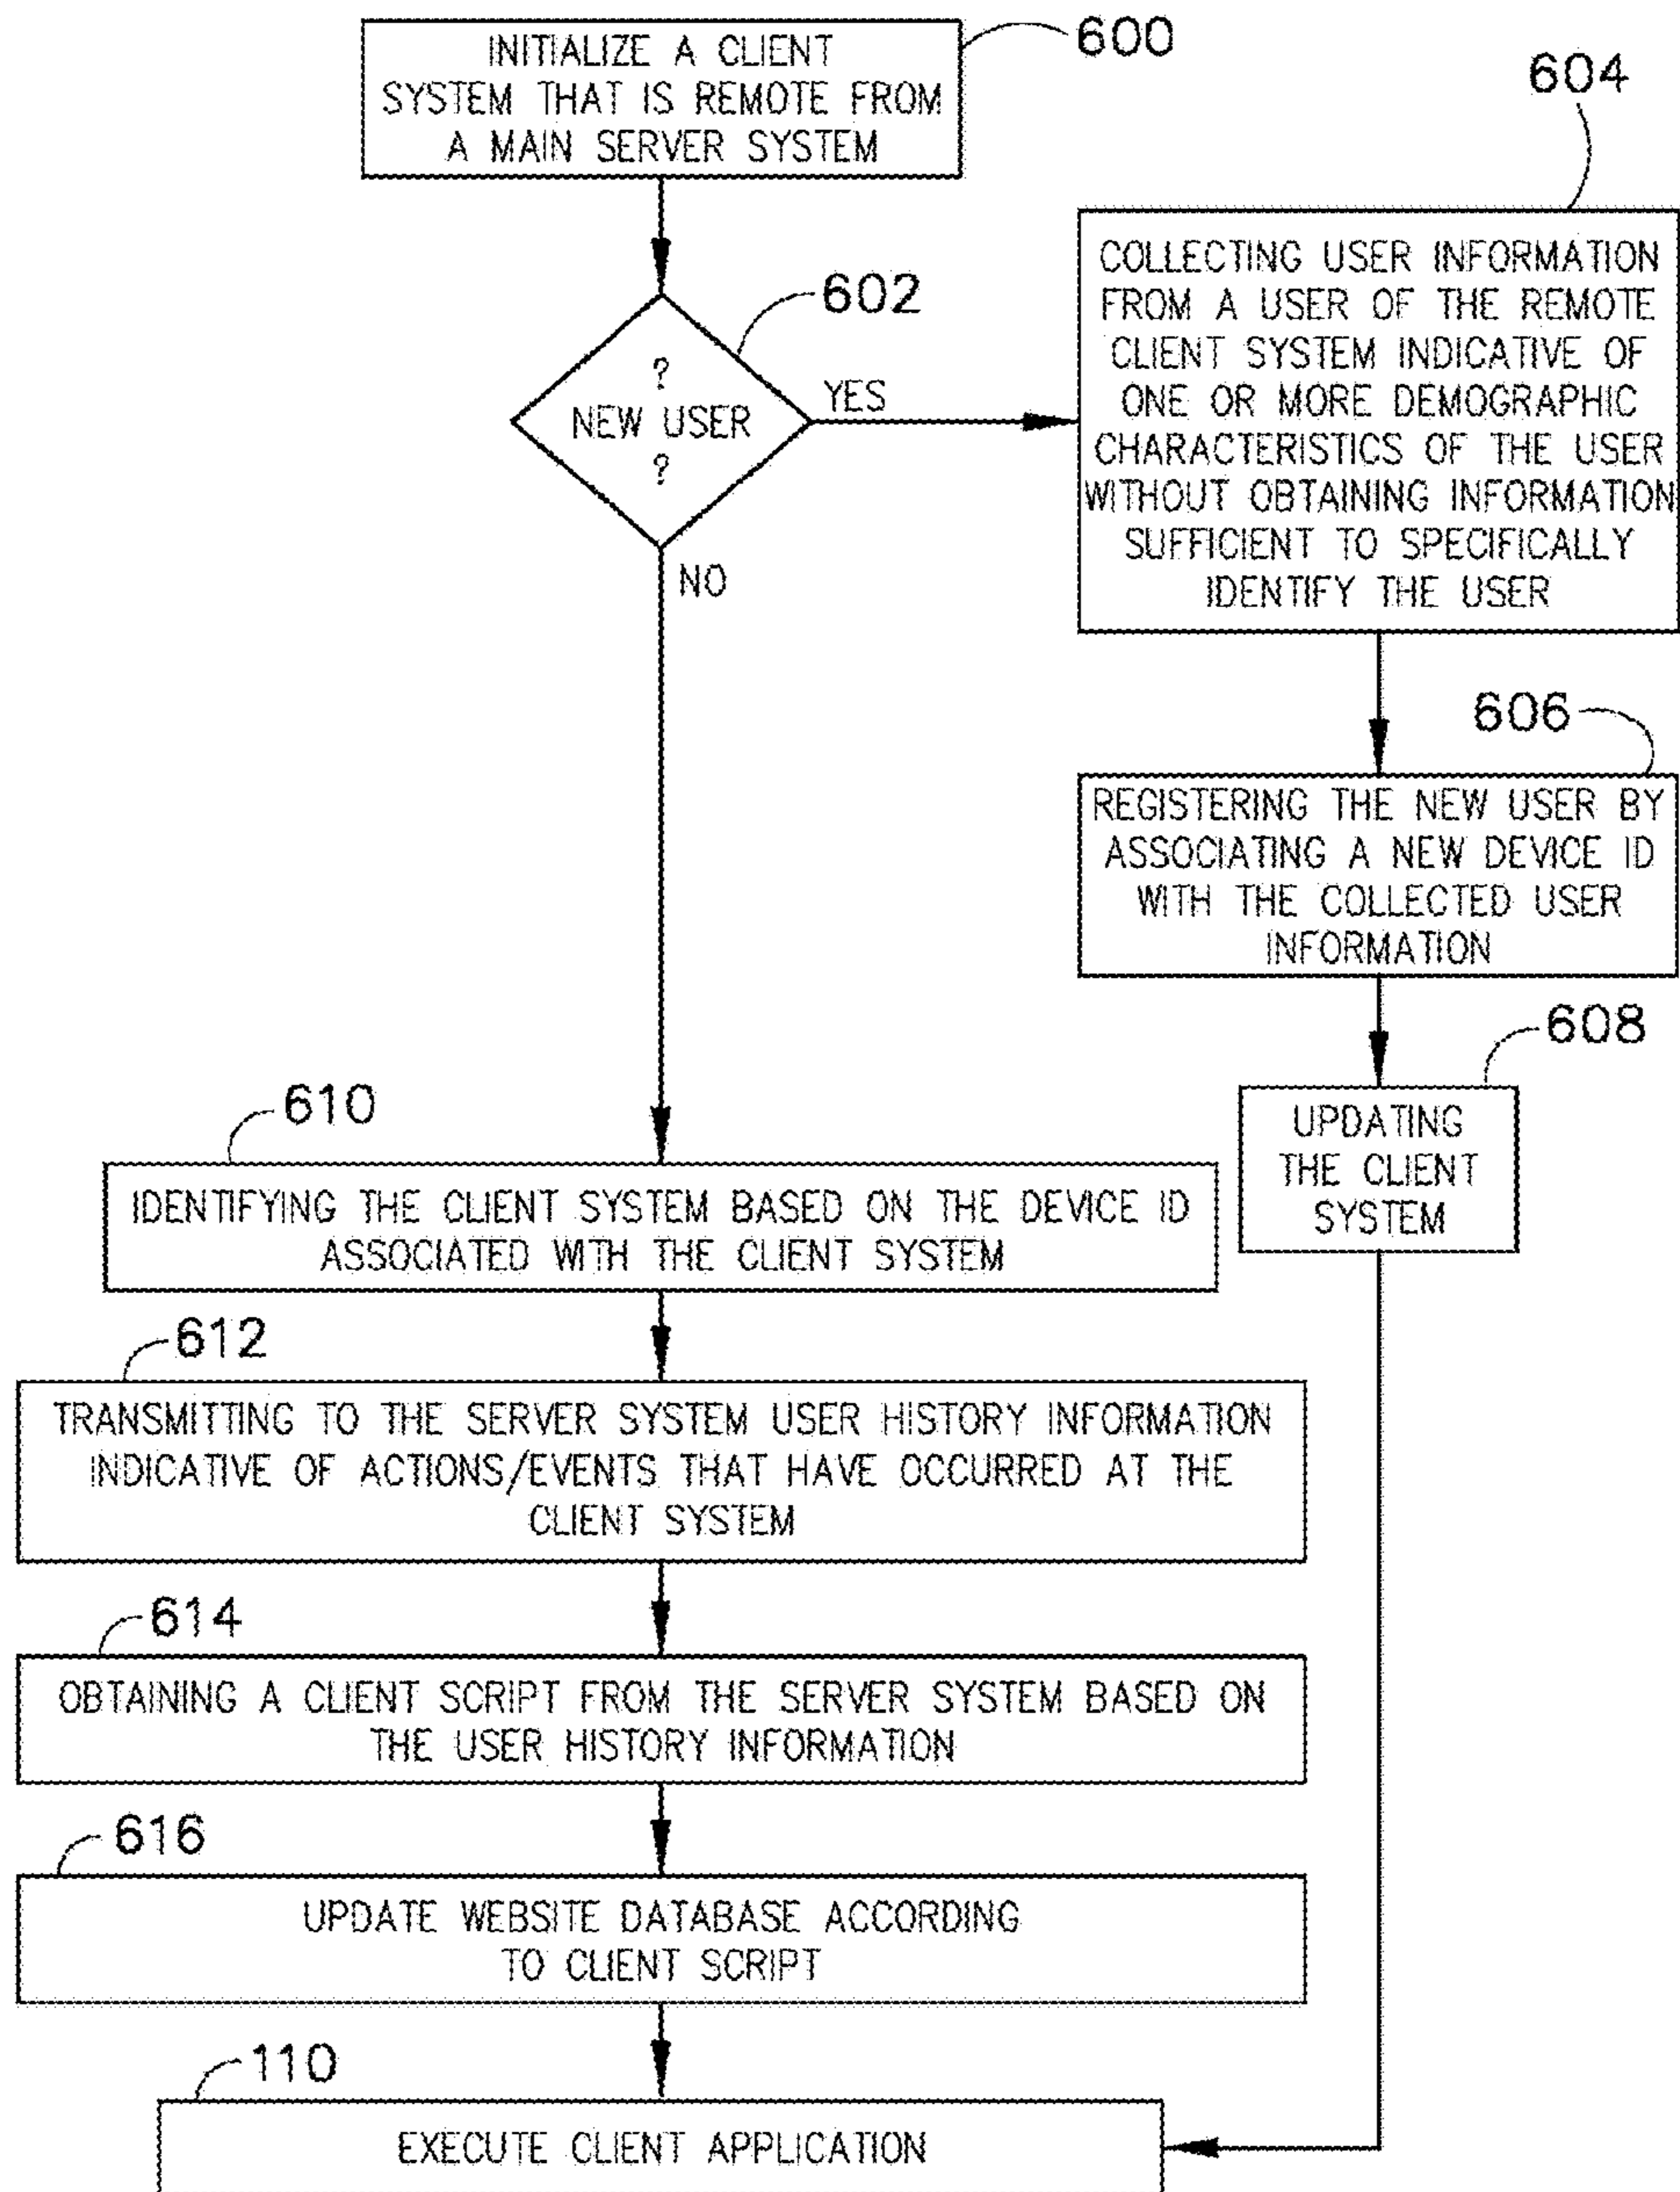 600
INITIALIZE A CLIENT
SYSTEM THAT IS REMOTE FROM
A MAIN SERVER SYSTEM
602
?
NEW USER
?
YES
NO
604
COLLECTING USER INFORMATION
FROM A USER OF THE REMOTE
CLIENT SYSTEM INDICATIVE OF
ONE OR MORE DEMOGRAPHIC
CHARACTERISTICS OF THE USER
WITHOUT OBTAINING INFORMATION
SUFFICIENT TO SPECIFICALLY
IDENTIFY THE USER
606
REGISTERING THE NEW USER BY
ASSOCIATING A NEW DEVICE ID
WITH THE COLLECTED USER
INFORMATION
608
UPDATING
THE CLIENT
SYSTEM
610
IDENTIFYING THE CLIENT SYSTEM BASED ON THE DEVICE ID
ASSOCIATED WITH THE CLIENT SYSTEM
612
TRANSMITTING TO THE SERVER SYSTEM USER HISTORY INFORMATION
INDICATIVE OF ACTIONS/EVENTS THAT HAVE OCCURRED AT THE
CLIENT SYSTEM
614
OBTAINING A CLIENT SCRIPT FROM THE SERVER SYSTEM BASED ON
THE USER HISTORY INFORMATION
616
UPDATE WEBSITE DATABASE ACCORDING
TO CLIENT SCRIPT
110
EXECUTE CLIENT APPLICATION